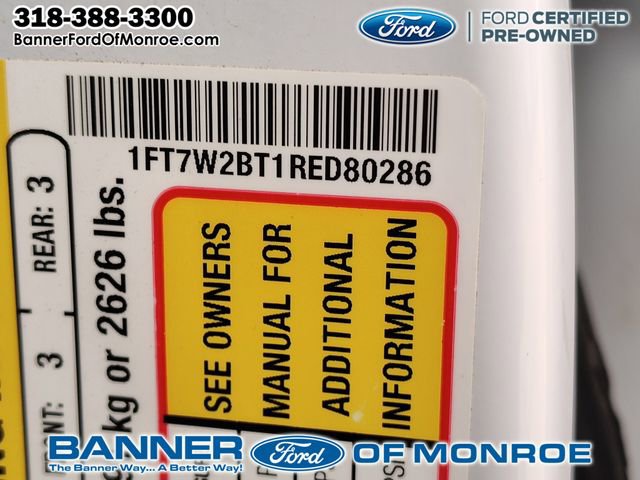 318-388-3300
BannerFordOfMonroe.com
Ford
FORD CERTIFIED
PRE-OWNED
1FT7W2BT1RED80286
REAR: 3
3
kg or 2626 lbs.
SEE OWNERS
MANUAL FOR
ADDITIONAL
INFORMATION
BANNER
Ford
OF MONROE
The Banner Way... A Better Way!